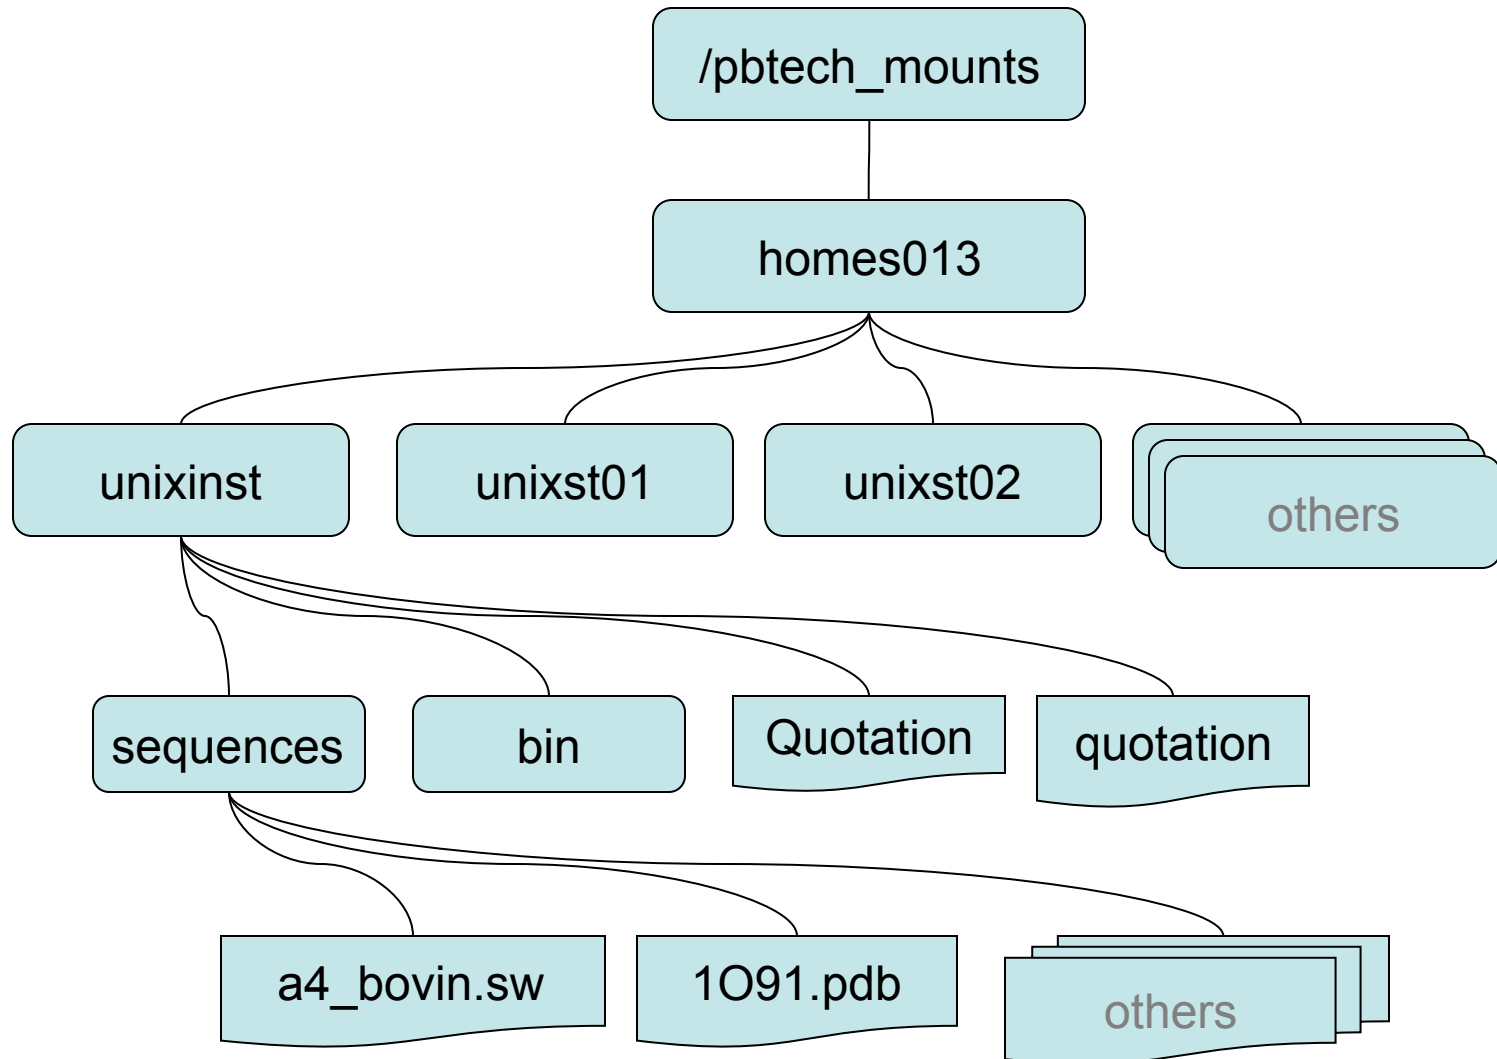 /pbtech_mounts
homes013
unixinst
unixst01
unixst02
others
sequences
bin
Quotation
quotation
a4_bovin.sw
1O91.pdb
others